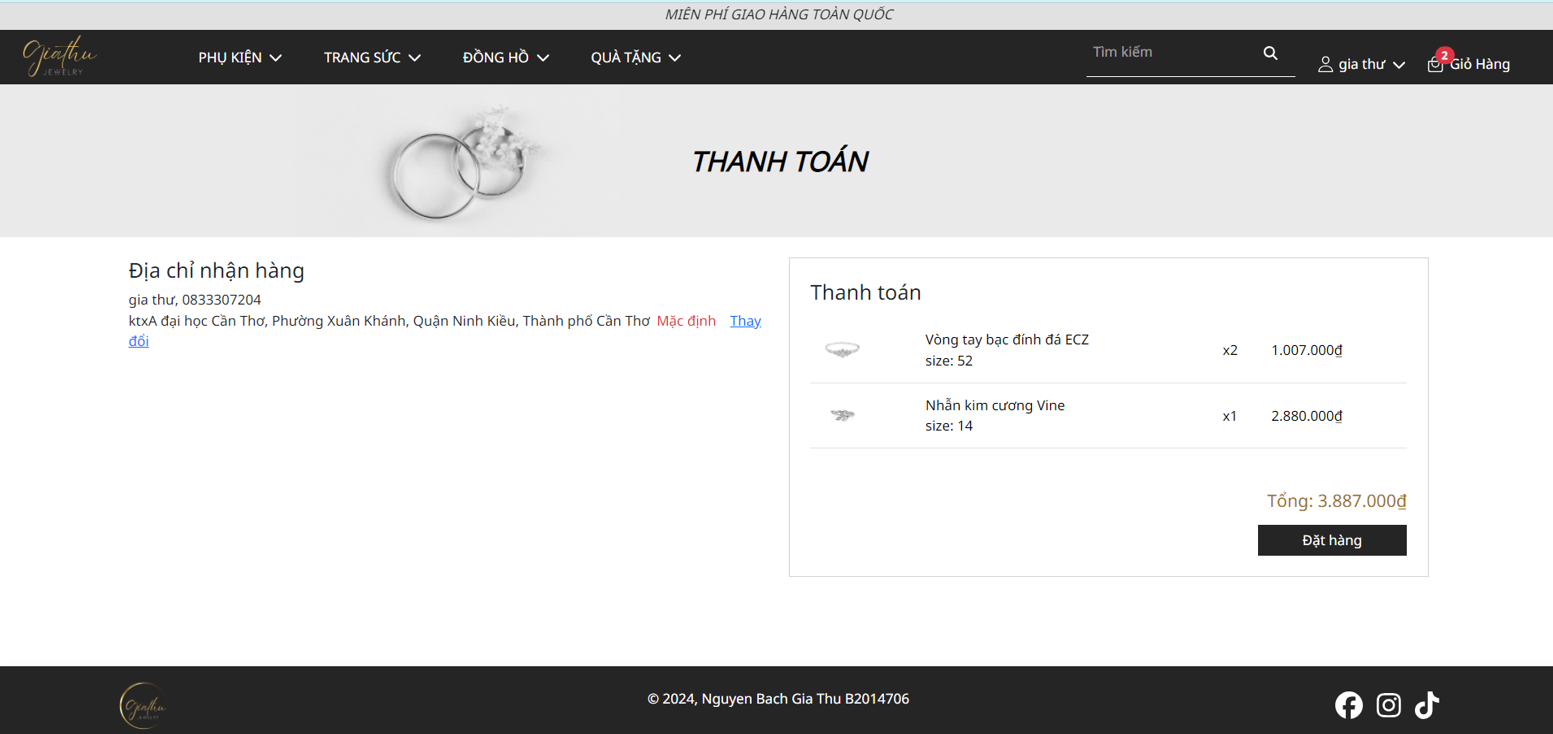 MIỄN PHÍ GIAO HÀNG TOÀN QUỐC
Giathu
JEWELRY
PHỤ KIỆN
TRANG SỨC
ĐỒNG HỒ
QUÀ TẶNG
Tìm kiếm
gia thư
2
Giỏ Hàng
THANH TOÁN
Địa chỉ nhận hàng
gia thư, 0833307204
ktxA đại học Cần Thơ, Phường Xuân Khánh, Quận Ninh Kiều, Thành phố Cần Thơ Mặc định Thay
đổi
Thanh toán
Vòng tay bạc đính đá ECZ
size: 52
x2
1.007.000₫
Nhẫn kim cương Vine
size: 14
x1
2.880.000₫
Tổng: 3.887.000₫
Đặt hàng
Giathu
JEWELRY
© 2024, Nguyen Bach Gia Thu B2014706